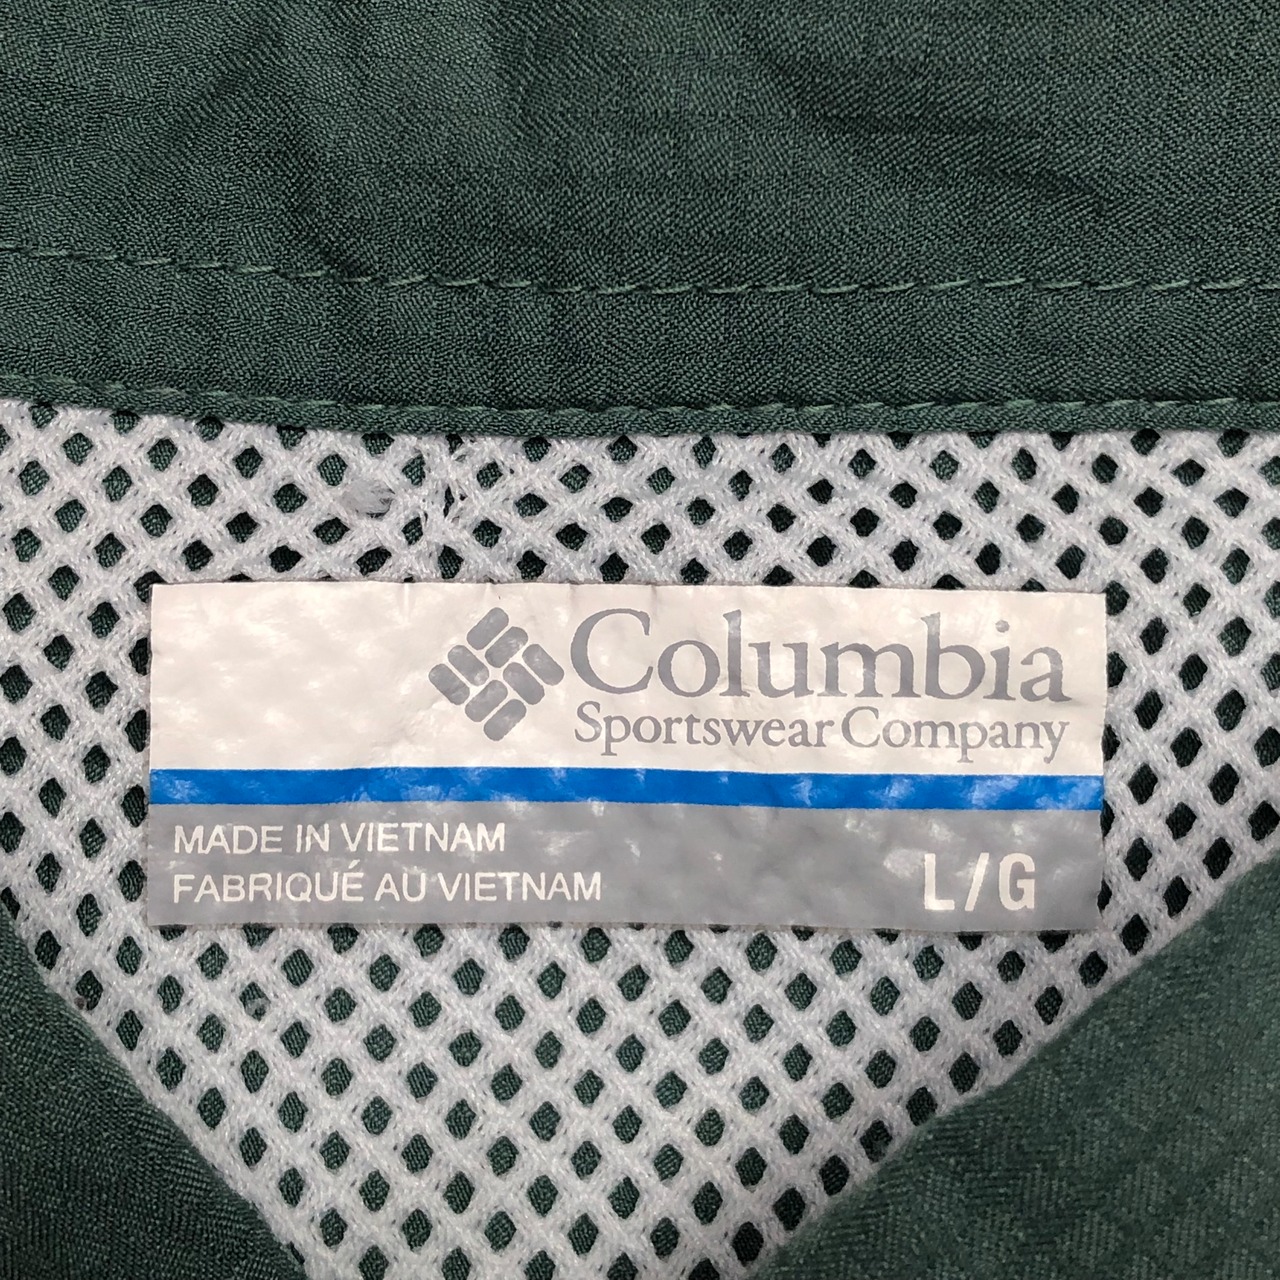 Columbia
Sportswear Company
MADE IN VIETNAM
FABRIQUÉ AU VIETNAM
L/G